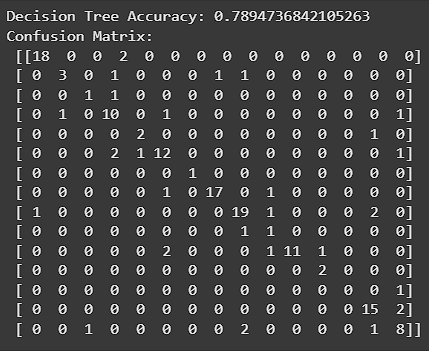 Decision Tree Accuracy: 0.7894736842105263
Confusion Matrix:
[[18 0 0 2 0 0 0 0 0 0 0 0 0 0 0]
[ 0 3 0 1 0 0 0 1 1 0 0 0 0 0 0]
[ 0 0 1 1 0 0 0 0 0 0 0 0 0 0 0]
[ 0 1 0 10 0 1 0 0 0 0 0 0 0 0 1]
[ 0 0 0 0 2 0 0 0 0 0 0 0 0 1 0]
[ 0 0 0 2 1 12 0 0 0 0 0 0 0 0 1]
[ 0 0 0 0 0 0 1 0 0 0 0 0 0 0 0]
[ 0 0 0 0 0 1 0 17 0 1 0 0 0 0 0]
[ 1 0 0 0 0 0 0 0 19 1 0 0 0 2 0]
[ 0 0 0 0 0 0 0 0 1 1 0 0 0 0 0]
[ 0 0 0 0 0 2 0 0 0 1 11 1 0 0 0]
[ 0 0 0 0 0 0 0 0 0 0 0 2 0 0 0]
[ 0 0 0 0 0 0 0 0 0 0 0 0 0 0 1]
[ 0 0 0 0 0 0 0 0 0 0 0 0 0 15 2]
[ 0 0 1 0 0 0 0 0 2 0 0 0 0 1 8]]